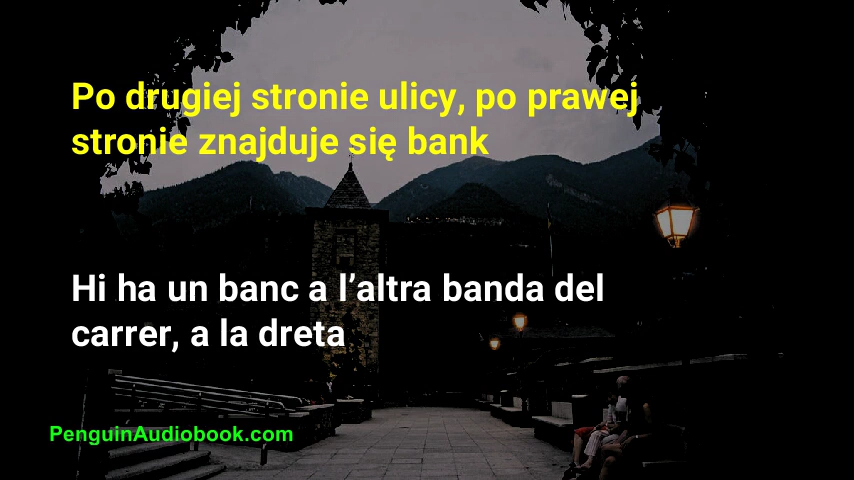 Po drugiej stronie ulicy, po prawej
stronie znajduje się bank
Hi ha un banc a l’altra banda del
carrer, a la dreta
PenguinAudiobook.com